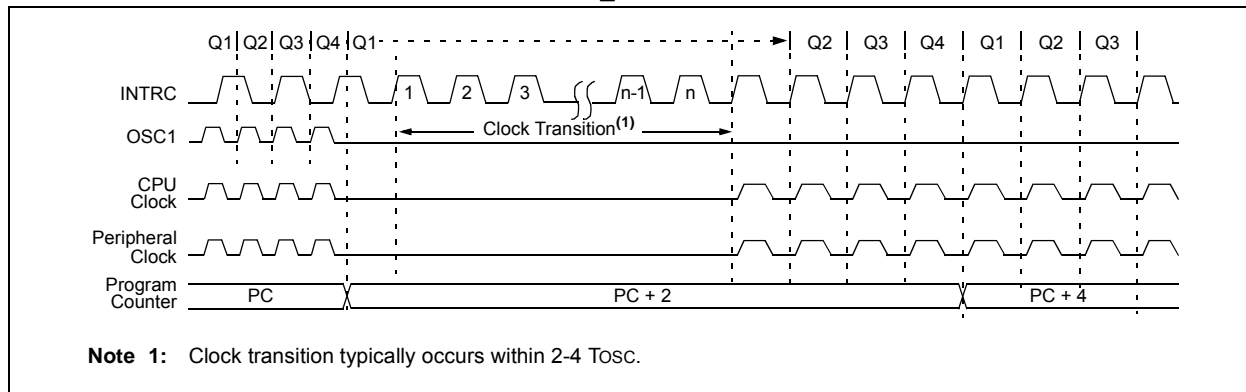 Q1 Q2 Q3 Q4 Q1 Q2 Q3 Q4 Q1 Q2 Q3
INTRC 1 2 3 n-1 n
OSC1 Clock Transition(1)
CPU
Clock
Peripheral
Clock
Program
Counter PC PC + 2 PC + 4
Note 1: Clock transition typically occurs within 2-4 TOSC.